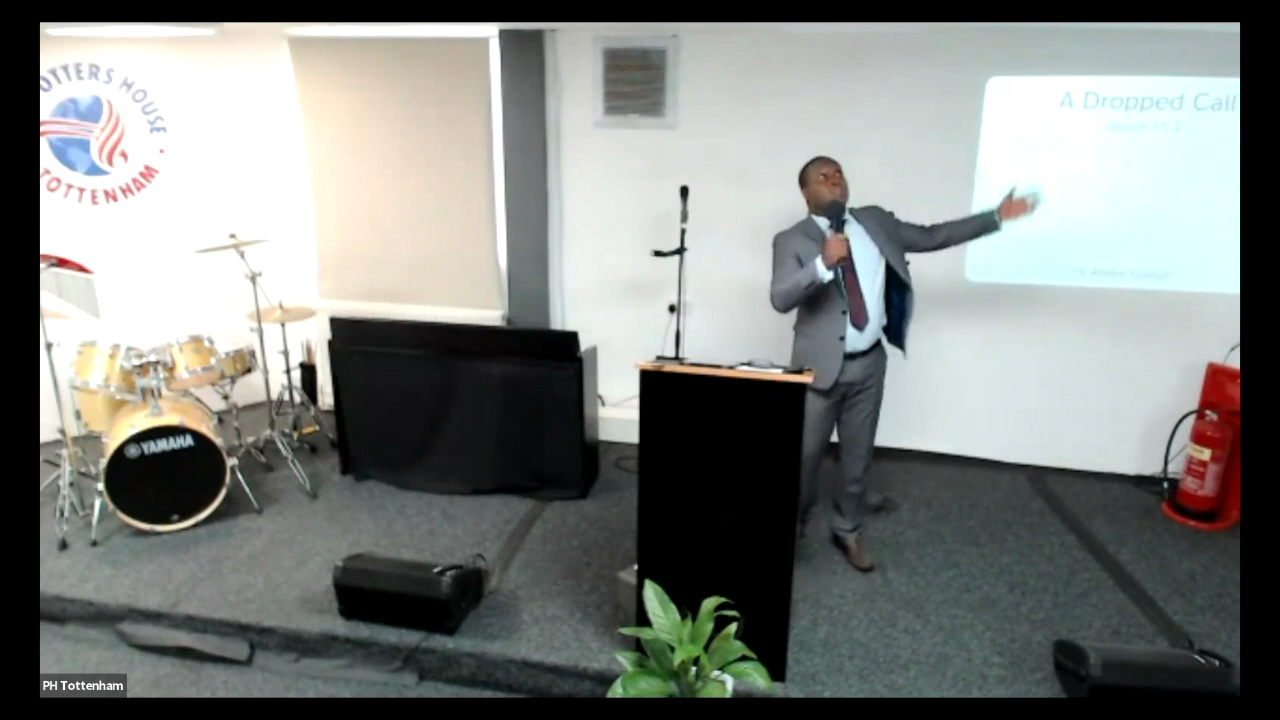 OTTERS HOUSE
TOTTENHAM
A Dropped Call
YAMAHA
PH Tottenham